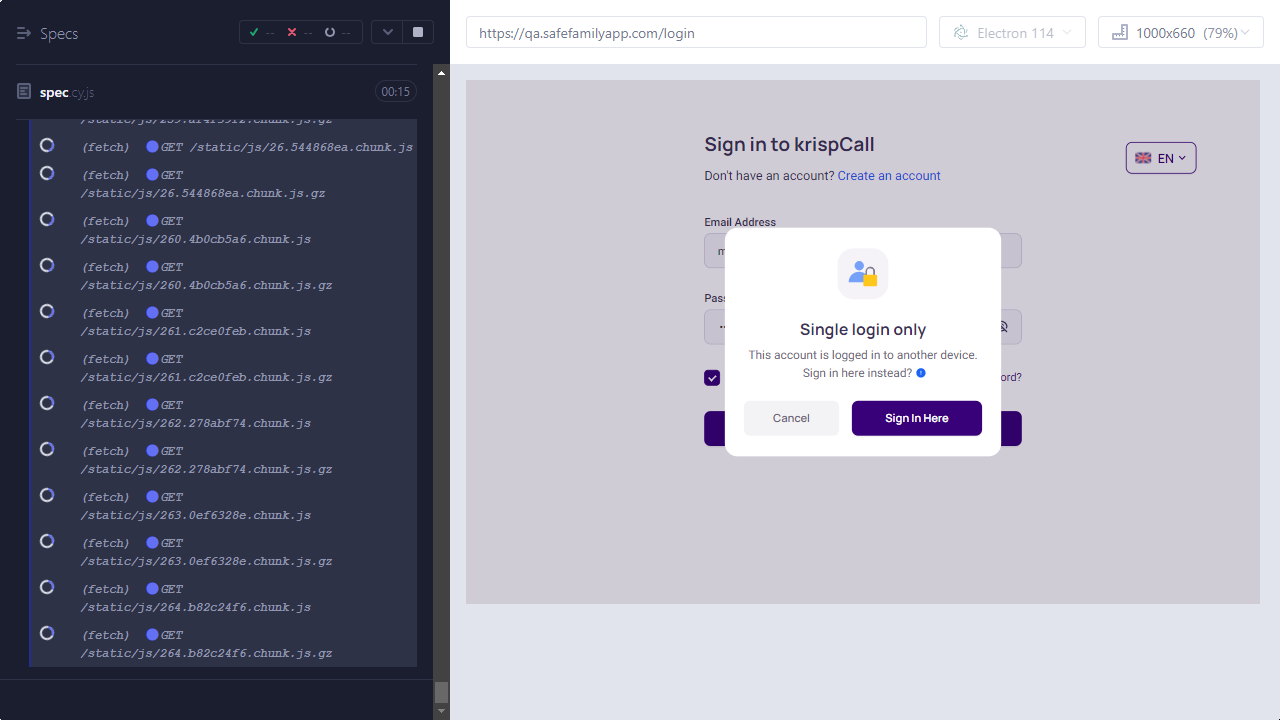 Specs
-- -- --
spec.cy.js
00:15
/static/js/259.af4f59f2.chunk.js.gz
(fetch) GET /static/js/26.544868ea.chunk.js
(fetch) GET
/static/js/26.544868ea.chunk.js.gz
(fetch) GET
/static/js/260.4b0cb5a6.chunk.js
(fetch) GET
/static/js/260.4b0cb5a6.chunk.js.gz
(fetch) GET
/static/js/261.c2ce0feb.chunk.js
(fetch) GET
/static/js/261.c2ce0feb.chunk.js.gz
(fetch) GET
/static/js/262.278abf74.chunk.js
(fetch) GET
/static/js/262.278abf74.chunk.js.gz
(fetch) GET
/static/js/263.0ef6328e.chunk.js
(fetch) GET
/static/js/263.0ef6328e.chunk.js.gz
(fetch) GET
/static/js/264.b82c24f6.chunk.js
(fetch) GET
/static/js/264.b82c24f6.chunk.js.gz
https://qa.safefamilyapp.com/login
Electron 114
1000x660 (79%)
Sign in to krispCall
EN
Don't have an account? Create an account
Email Address
Single login only
This account is logged in to another device.
Sign in here instead?
Cancel
Sign In Here